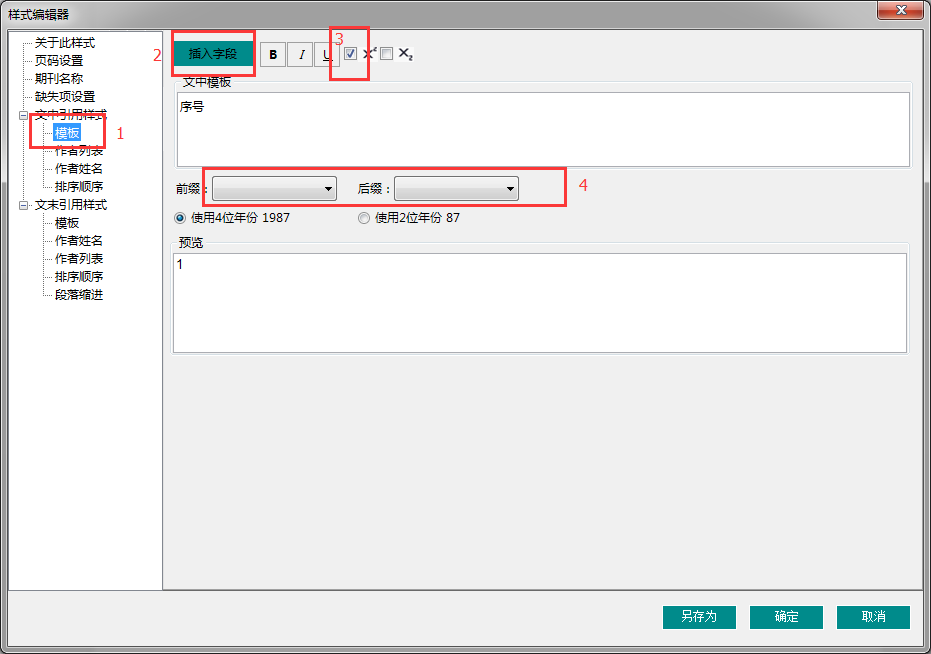 样式编辑器
关于此样式
页码设置
期刊名称
缺失项设置
文中引用样式
模板
作者列表
作者姓名
排序顺序
文末引用样式
模板
作者姓名
作者列表
排序顺序
段落缩进
1
2
插入字段
B I U
3
X² X₂
文中模板
序号
前缀： 后缀：
4
使用4位年份 1987 使用2位年份 87
预览
1
另存为 确定 取消